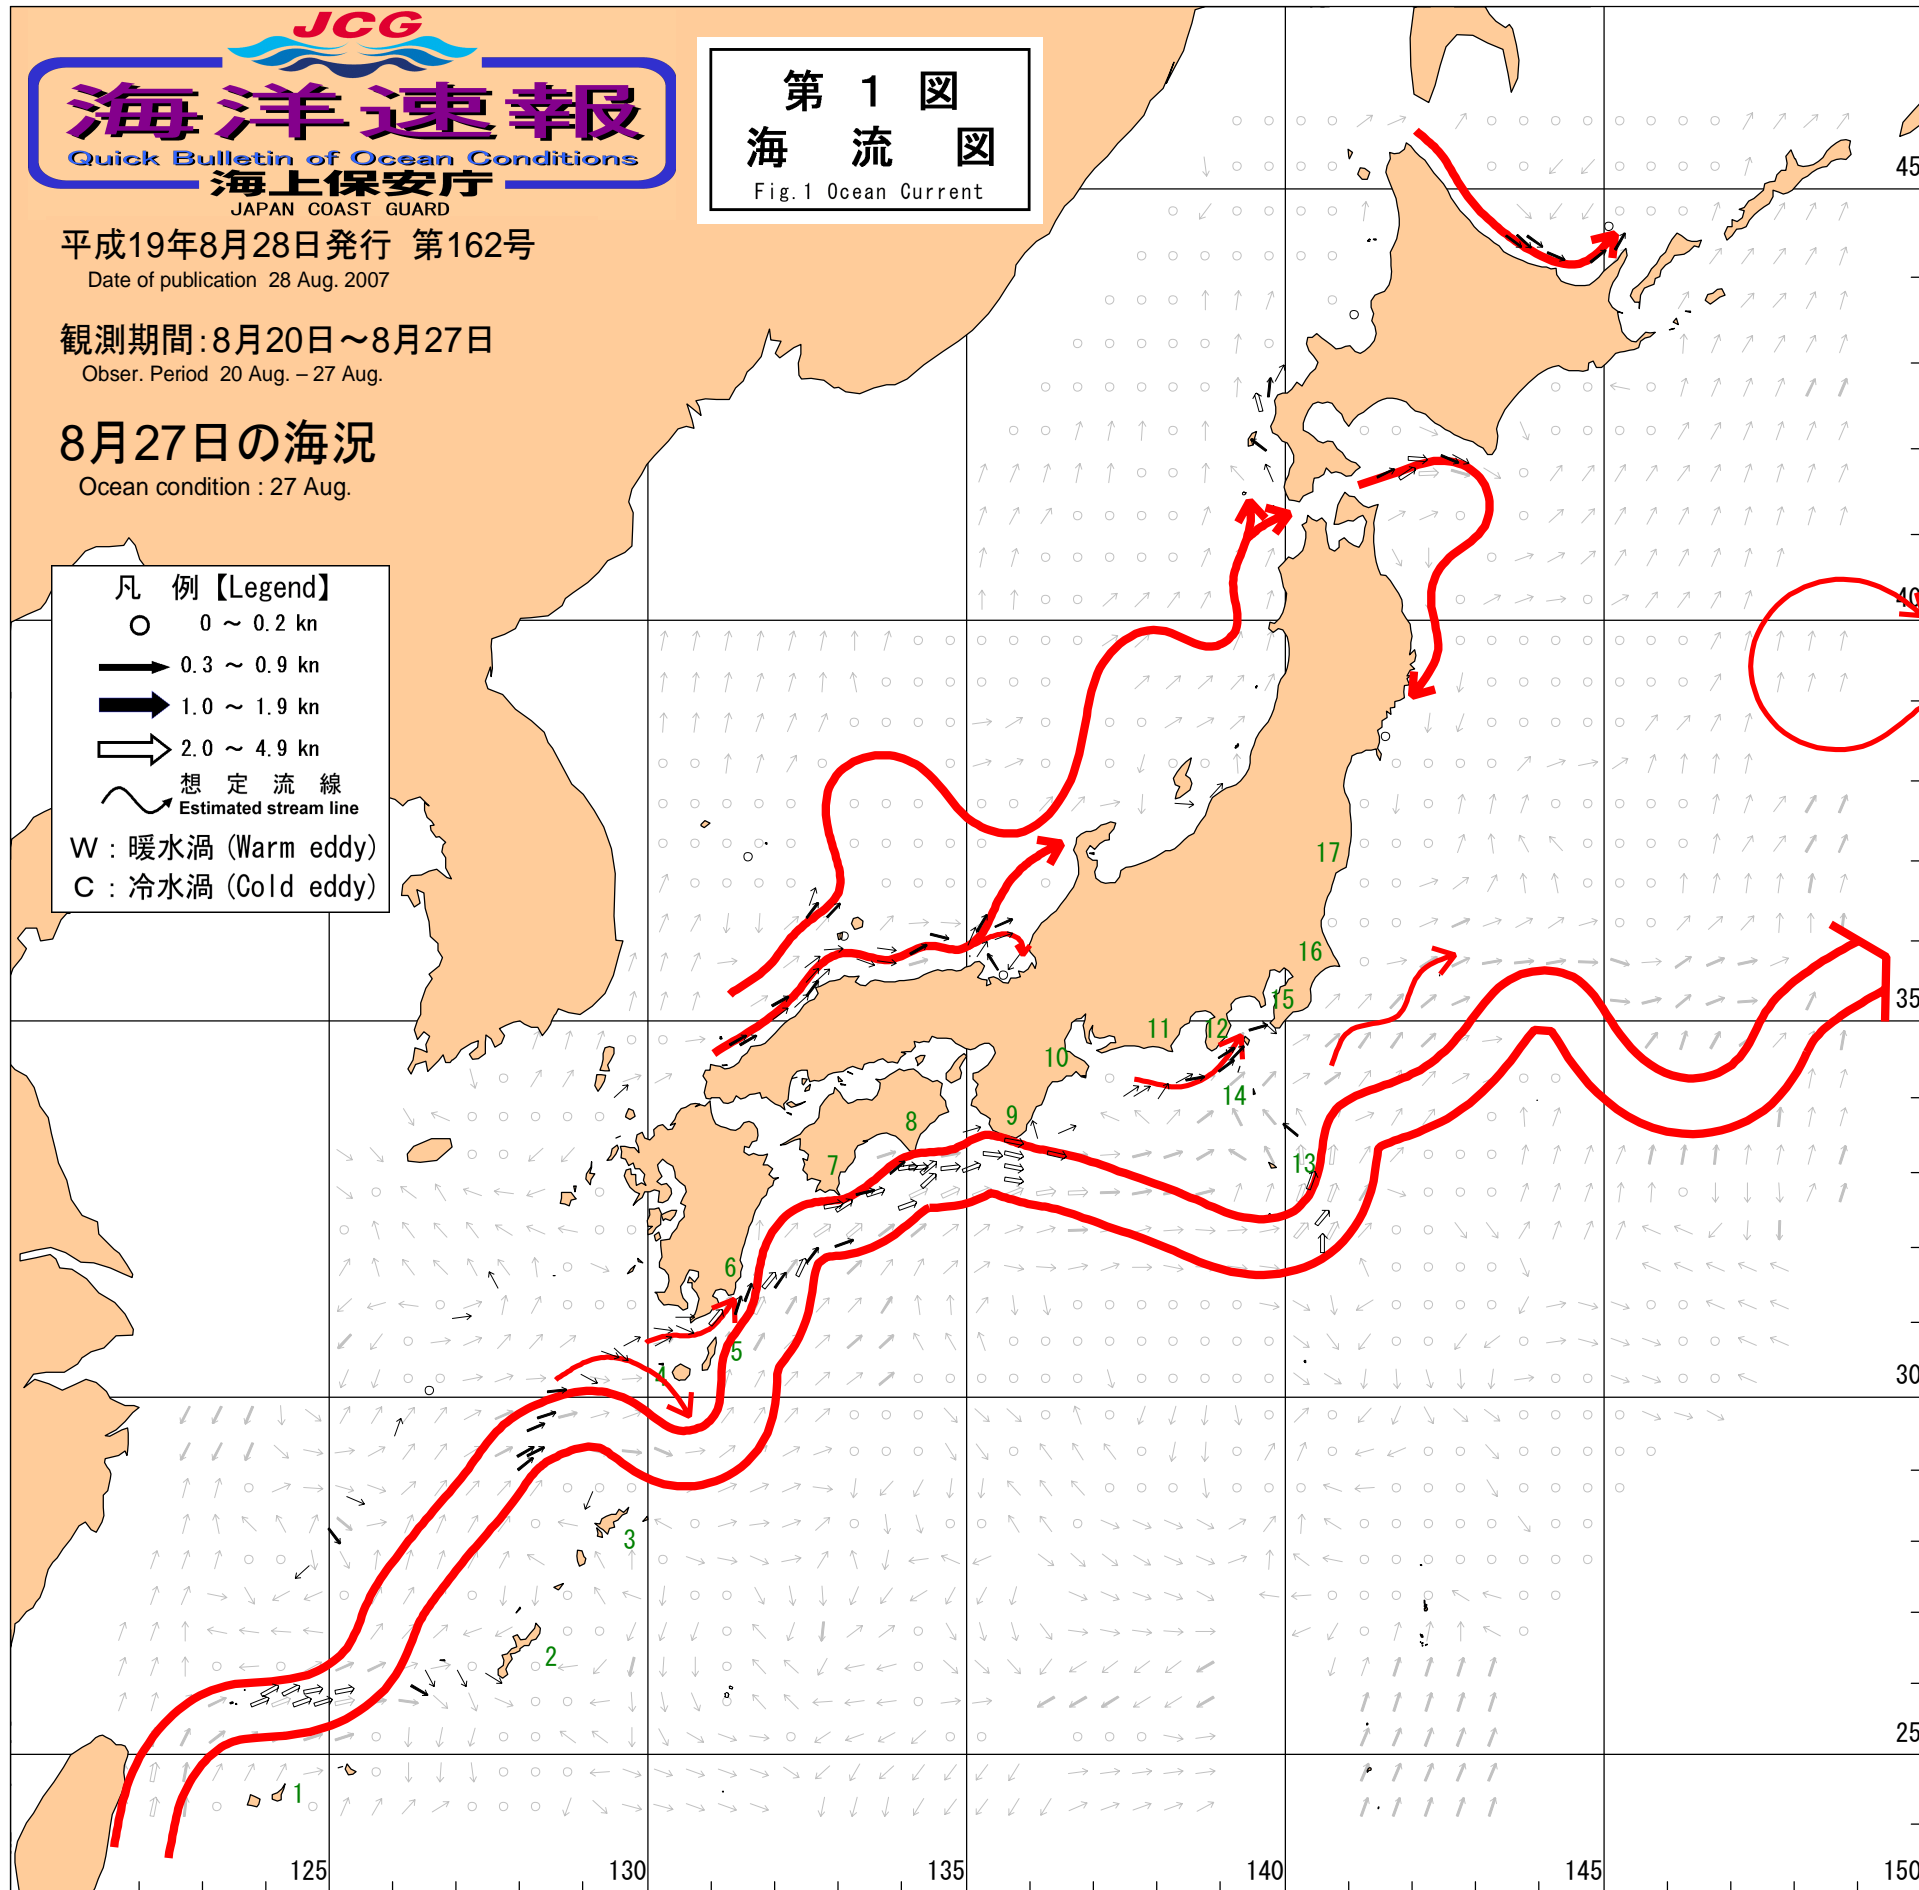 JCG
海洋速報
Quick Bulletin of Ocean Conditions
海上保安庁
JAPAN COAST GUARD
平成19年8月28日発行 第162号
Date of publication 28 Aug. 2007
観測期間:8月20日～8月27日
Obser. Period 20 Aug. – 27 Aug.
8月27日の海況
Ocean condition : 27 Aug.
第 1 図
海 流 図
Fig.1 Ocean Current
凡 例【Legend】
0 ～ 0.2 kn
0.3 ～ 0.9 kn
1.0 ～ 1.9 kn
2.0 ～ 4.9 kn
想 定 流 線
Estimated stream line
W : 暖水渦 (Warm eddy)
C : 冷水渦 (Cold eddy)
45
40
35
30
25
17
16
15
14
13
12
11
10
9
8
7
6
5
4
3
2
1
125
130
135
140
145
150